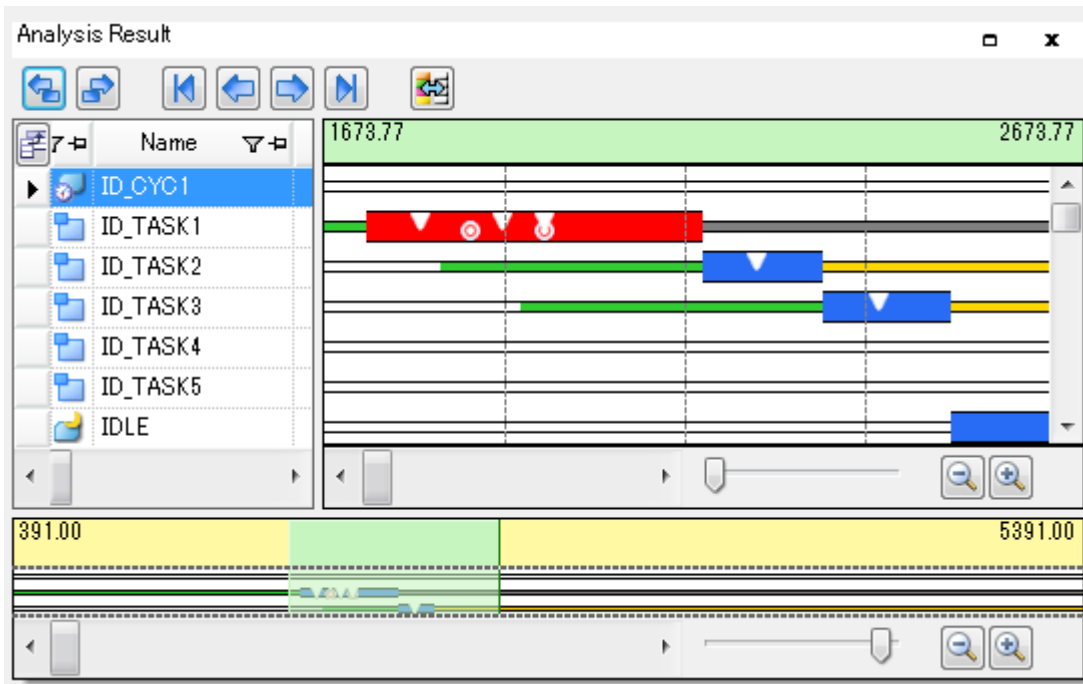 Analysis Result
Name
1673.77 2673.77
ID_CYC1
ID_TASK1
ID_TASK2
ID_TASK3
ID_TASK4
ID_TASK5
IDLE
391.00 5391.00